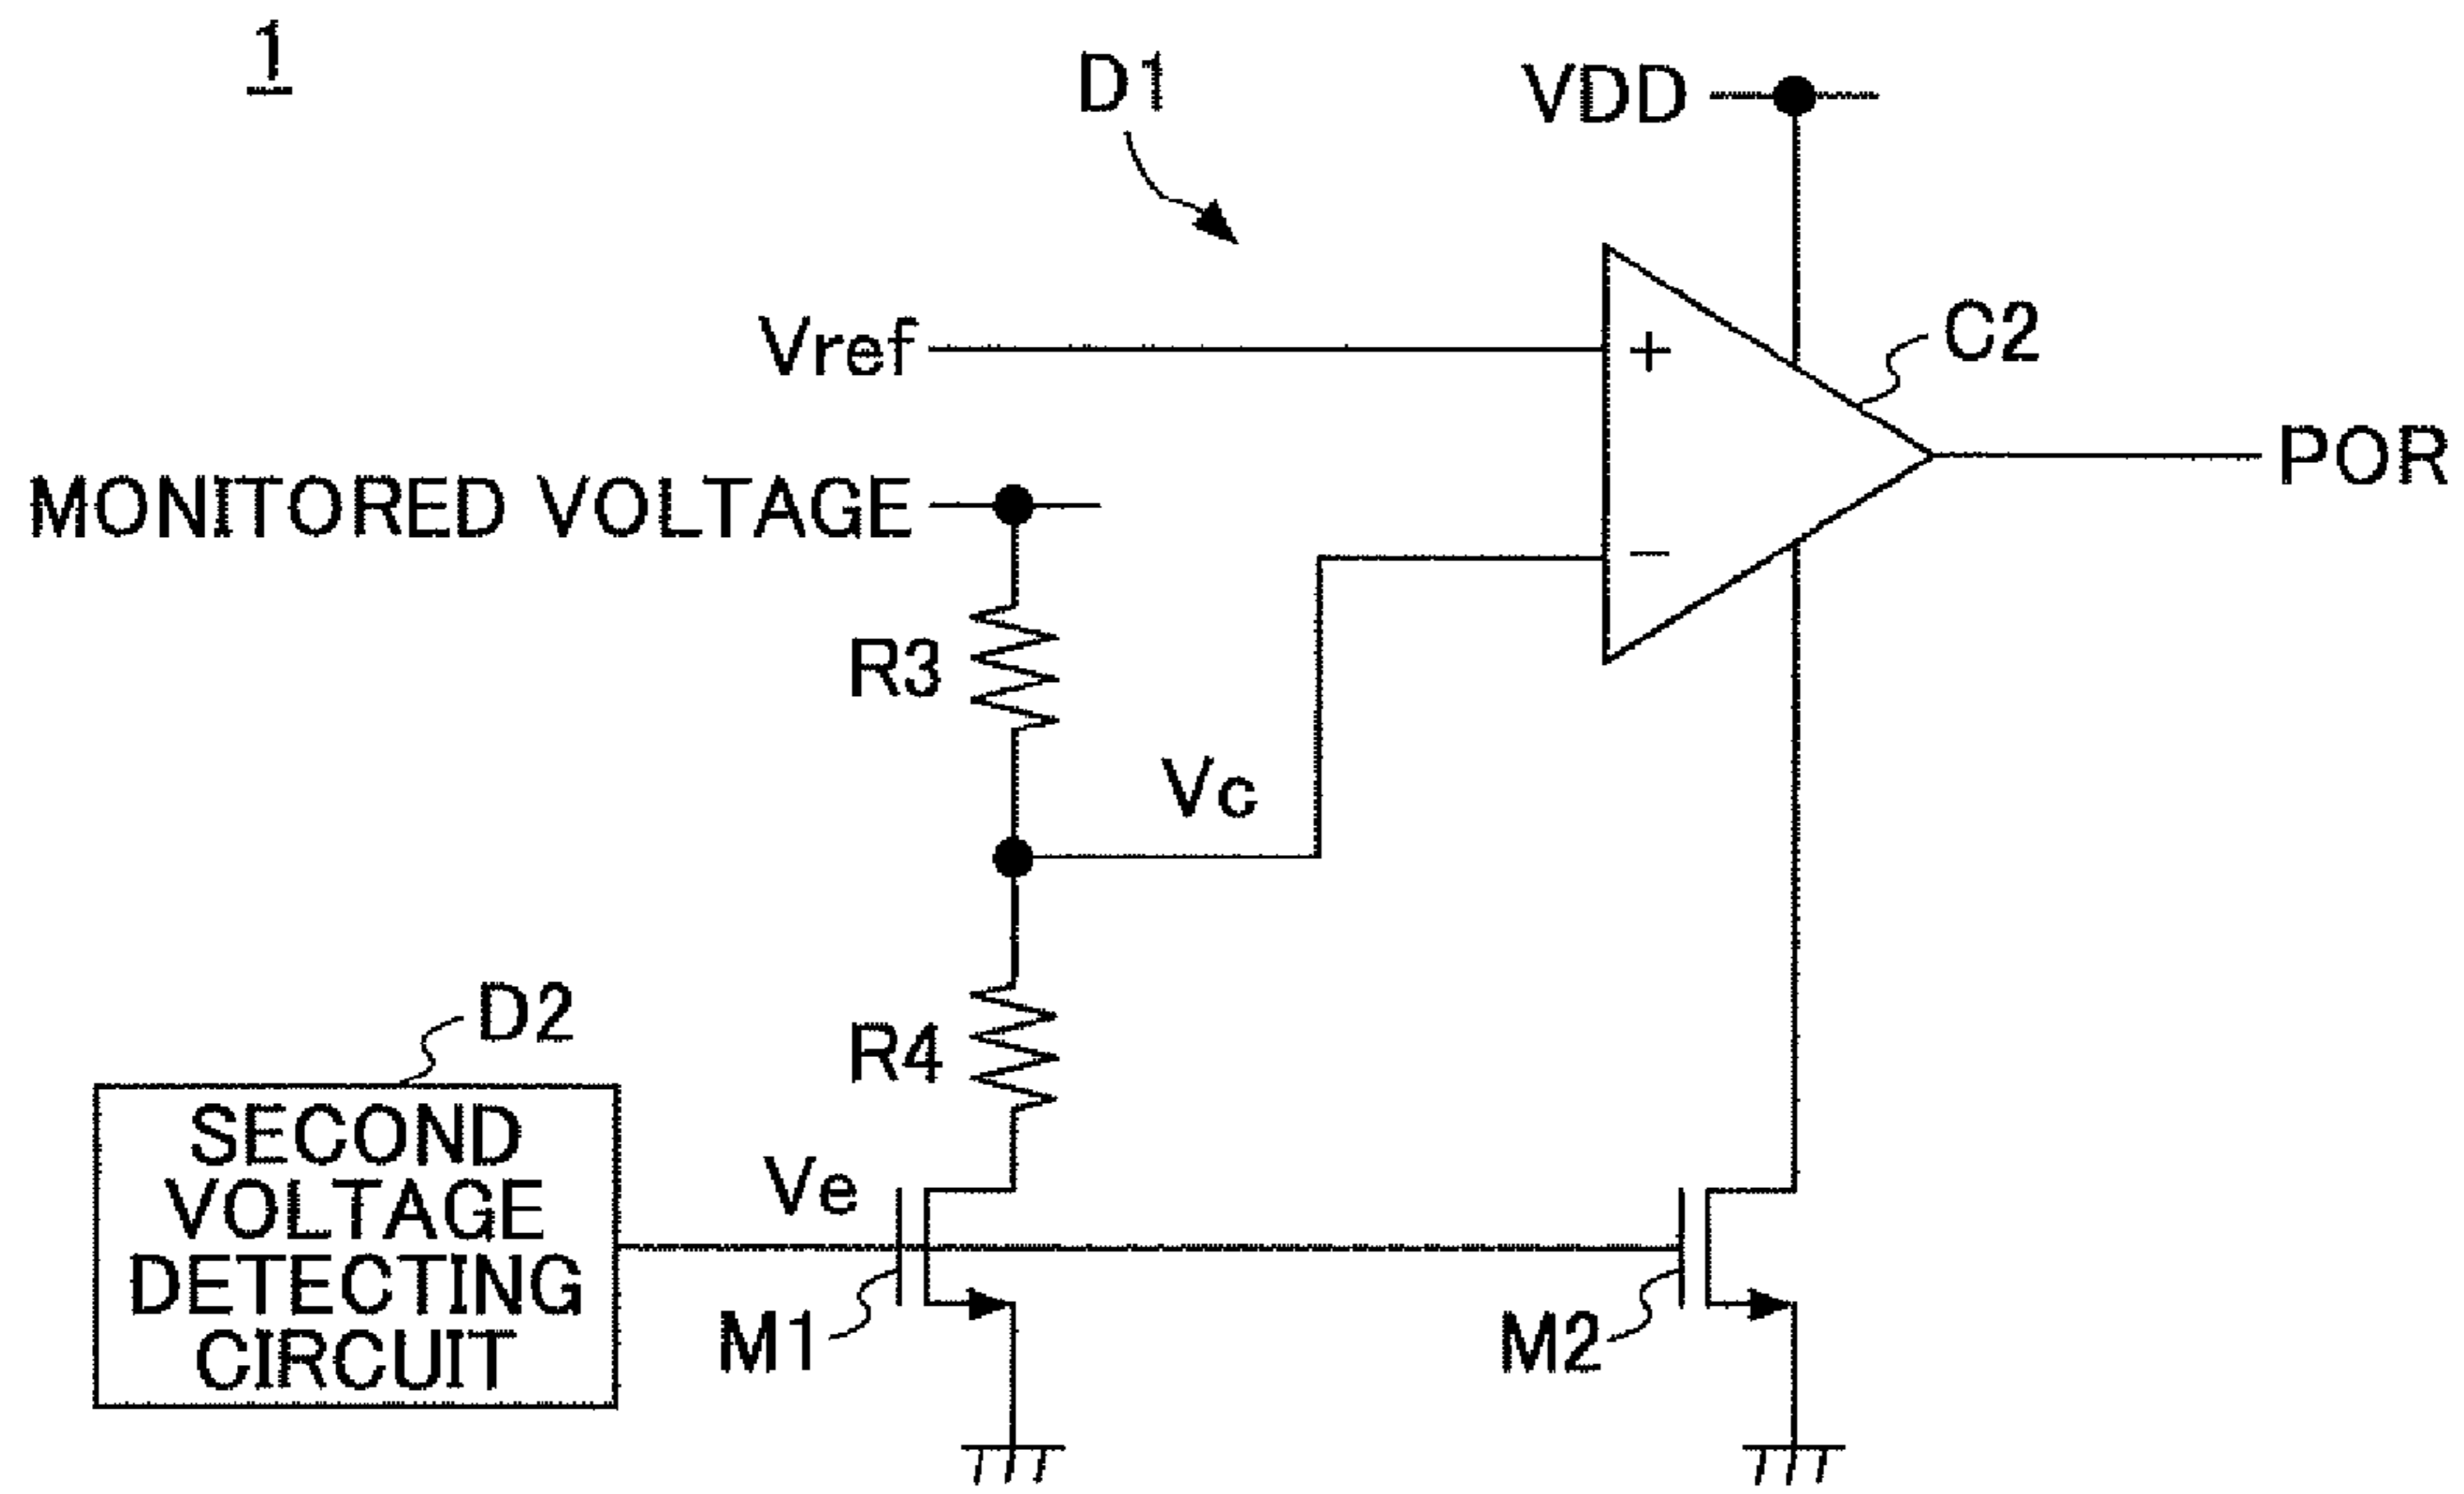 1
D1
VDD
Vref
+
C2
POR
MONITORED VOLTAGE
−
R3
Vc
D2
R4
SECOND
VOLTAGE
DETECTING
CIRCUIT
Ve
M1
M2